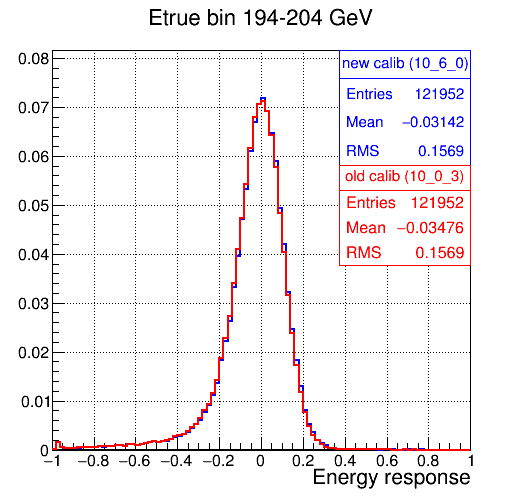 Etrue bin 194-204 GeV
new calib (10_6_0)
Entries 121952
Mean −0.03142
RMS 0.1569
old calib (10_0_3)
Entries 121952
Mean −0.03476
RMS 0.1569
0.08
0.07
0.06
0.05
0.04
0.03
0.02
0.01
0
−1 −0.8 −0.6 −0.4 −0.2 0 0.2 0.4 0.6 0.8 1
Energy response